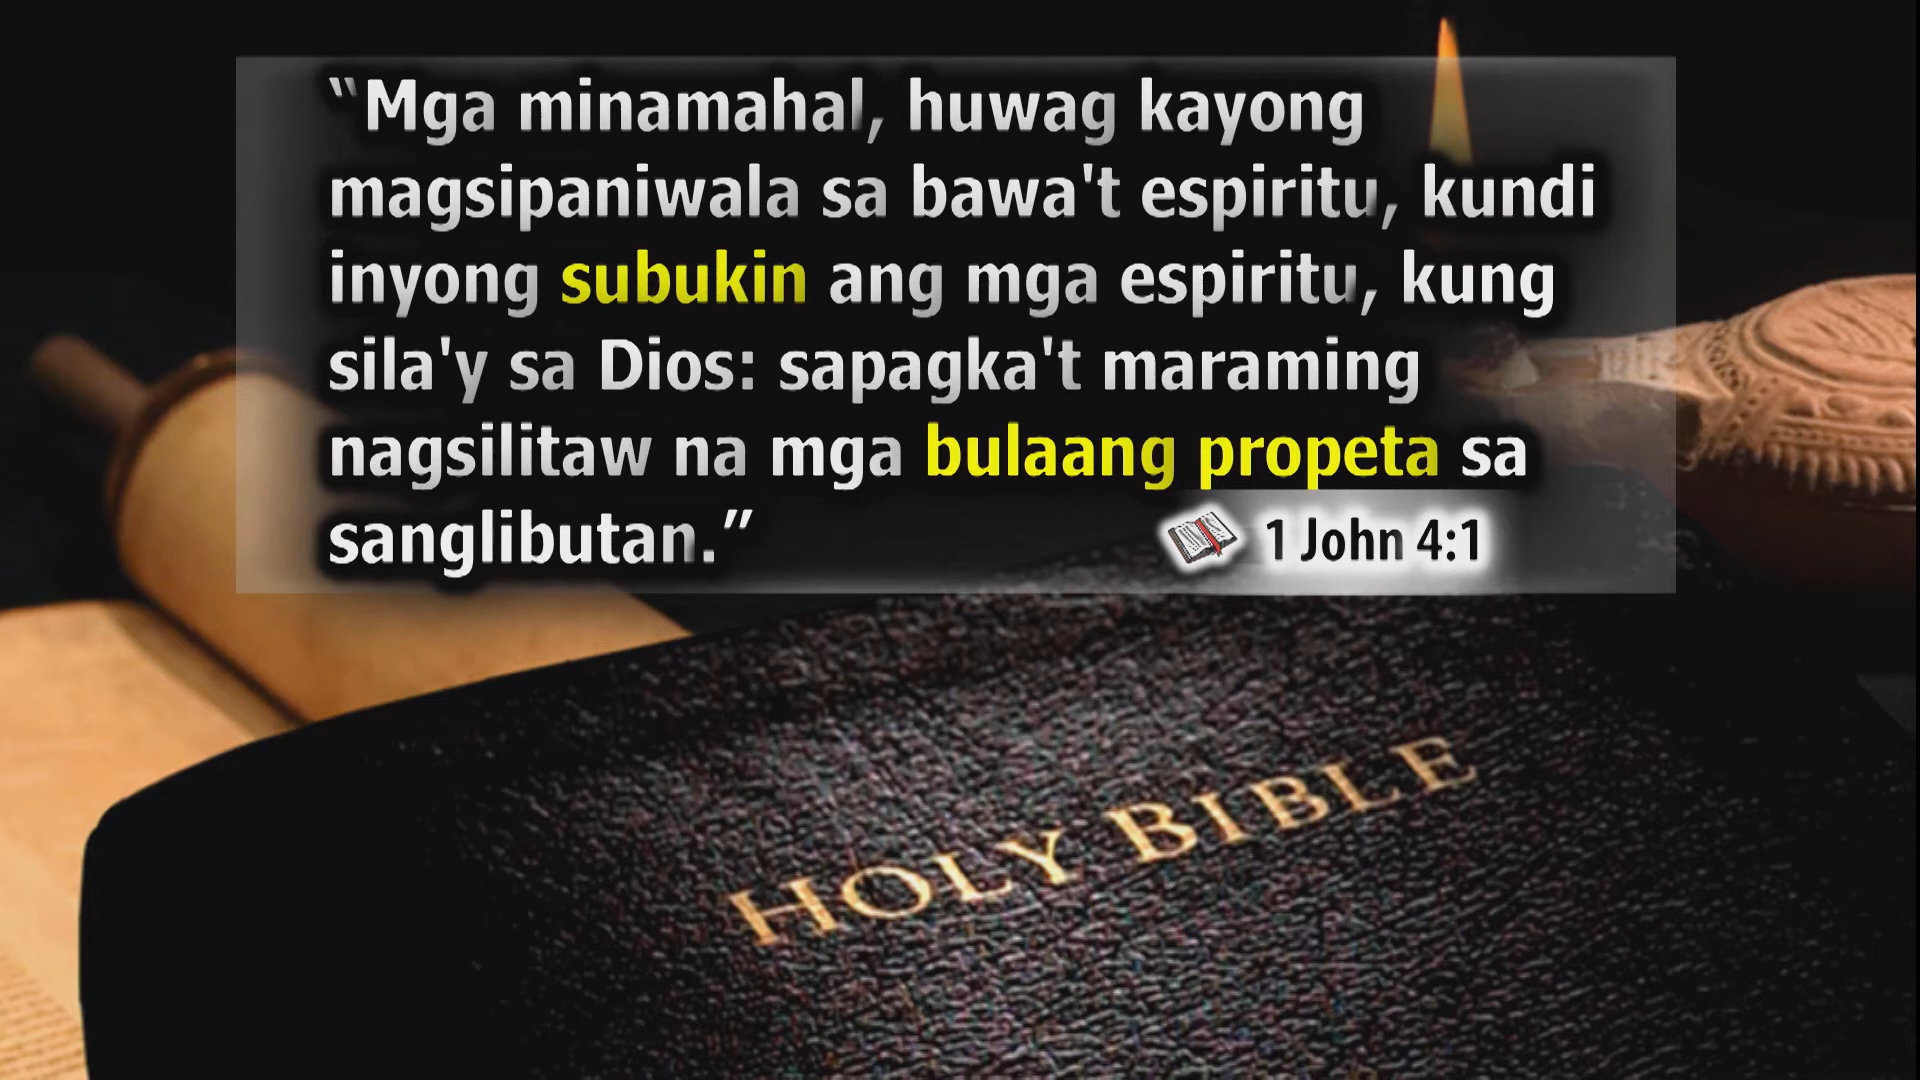 “Mga minamahal, huwag kayong
magsipaniwala sa bawa't espiritu, kundi
inyong subukin ang mga espiritu, kung
sila'y sa Dios: sapagka't maraming
nagsilitaw na mga bulaang propeta sa
sanglibutan.”
1 John 4:1
HOLY BIBLE